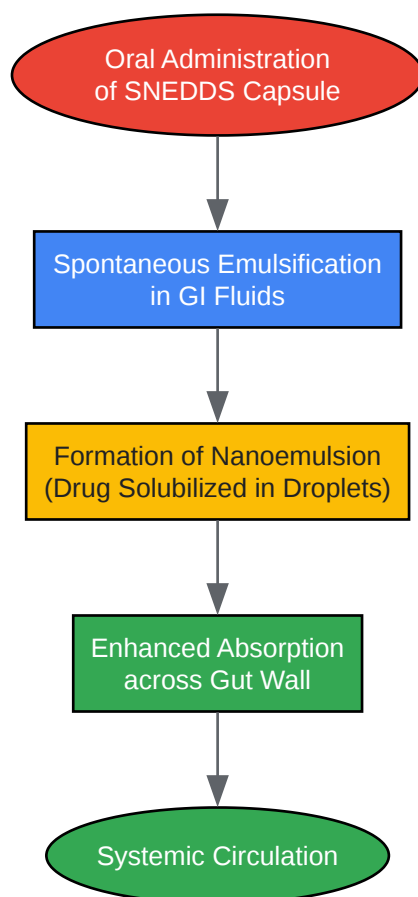 Oral Administration
of SNEDDS Capsule
Spontaneous Emulsification
in GI Fluids
Formation of Nanoemulsion
(Drug Solubilized in Droplets)
Enhanced Absorption
across Gut Wall
Systemic Circulation